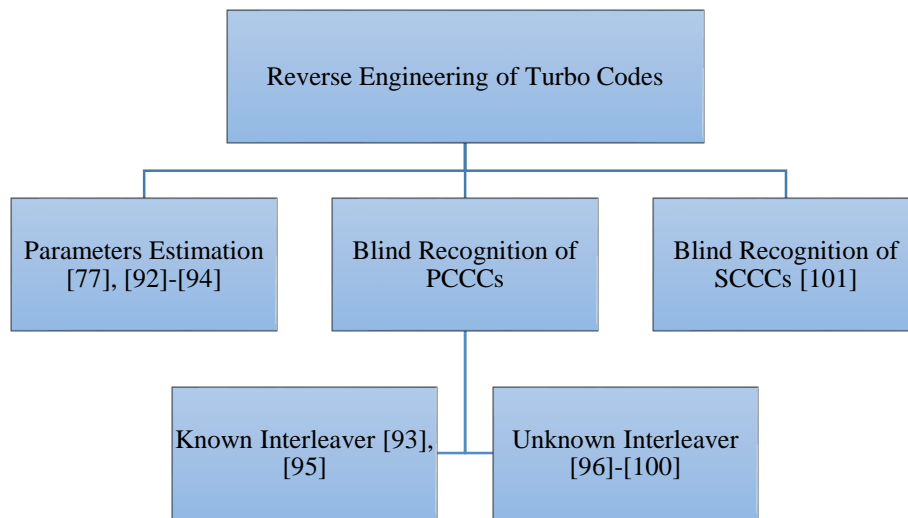 Reverse Engineering of Turbo Codes
Parameters Estimation
[77], [92]-[94]
Blind Recognition of
PCCCs
Blind Recognition of
SCCCs [101]
Known Interleaver [93],
[95]
Unknown Interleaver
[96]-[100]